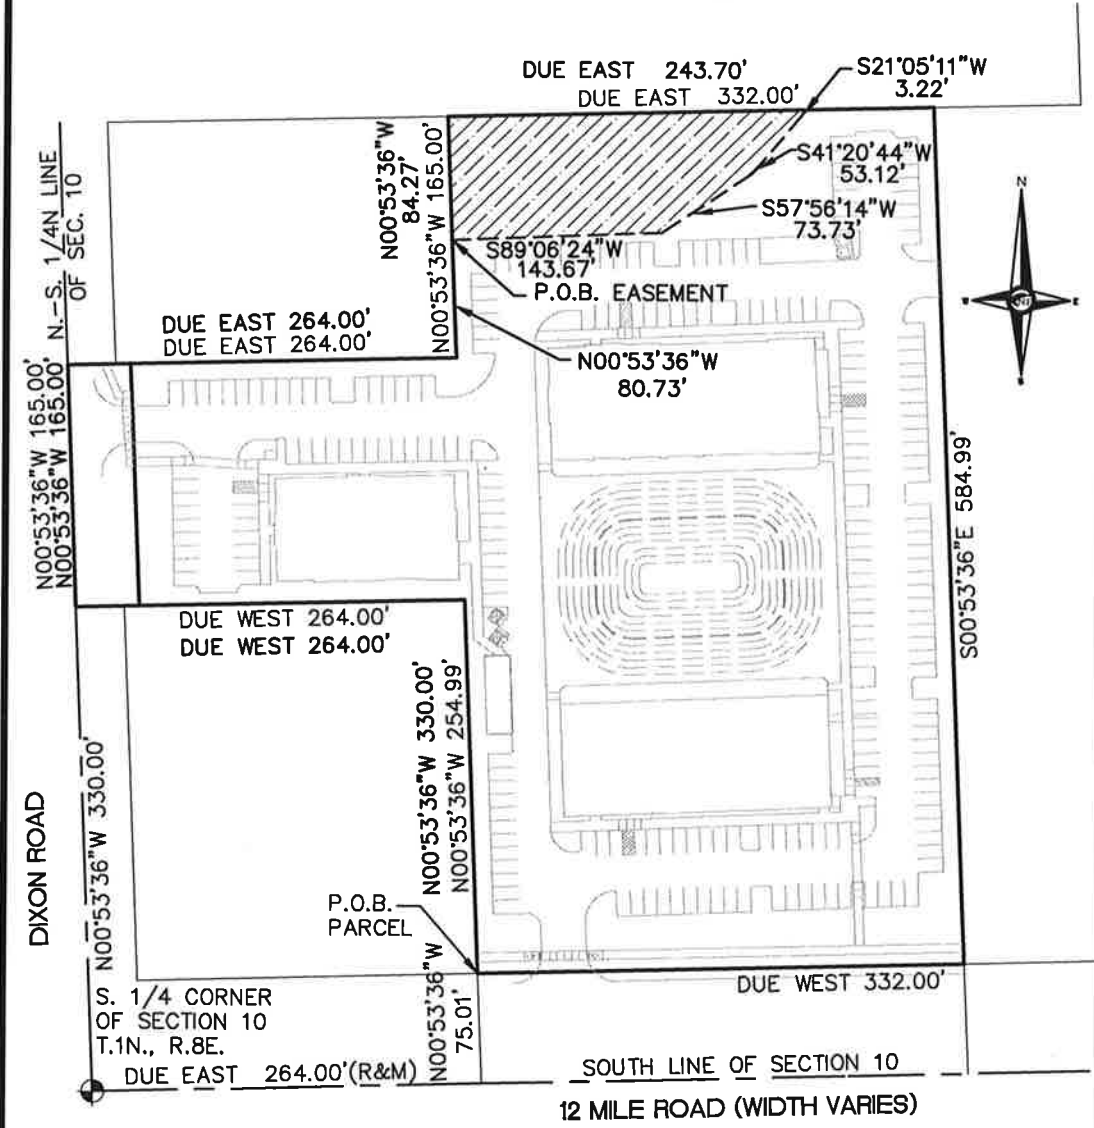 DUE EAST 243.70'
DUE EAST 332.00'
S21°05'11"W
3.22'
N00°53'36"W
84.27'
N00°53'36"W 165.00'
S41°20'44"W
53.12'
S57°56'14"W
73.73'
N.-S. 1/4N LINE
OF SEC. 10
S89°06'24"W
143.67'
P.O.B. EASEMENT
N
DUE EAST 264.00'
DUE EAST 264.00'
N00°53'36"W
80.73'
N00°53'36"W 165.00'
N00°53'36"W 165.00'
S00°53'36"E 584.99'
DUE WEST 264.00'
DUE WEST 264.00'
N00°53'36"W 330.00'
N00°53'36"W 254.99'
DIXON ROAD
N00°53'36"W 330.00'
P.O.B.
PARCEL
N00°53'36"W
75.01'
DUE WEST 332.00'
S. 1/4 CORNER
OF SECTION 10
T.1N., R.8E.
DUE EAST 264.00'(R&M)
SOUTH LINE OF SECTION 10
12 MILE ROAD (WIDTH VARIES)